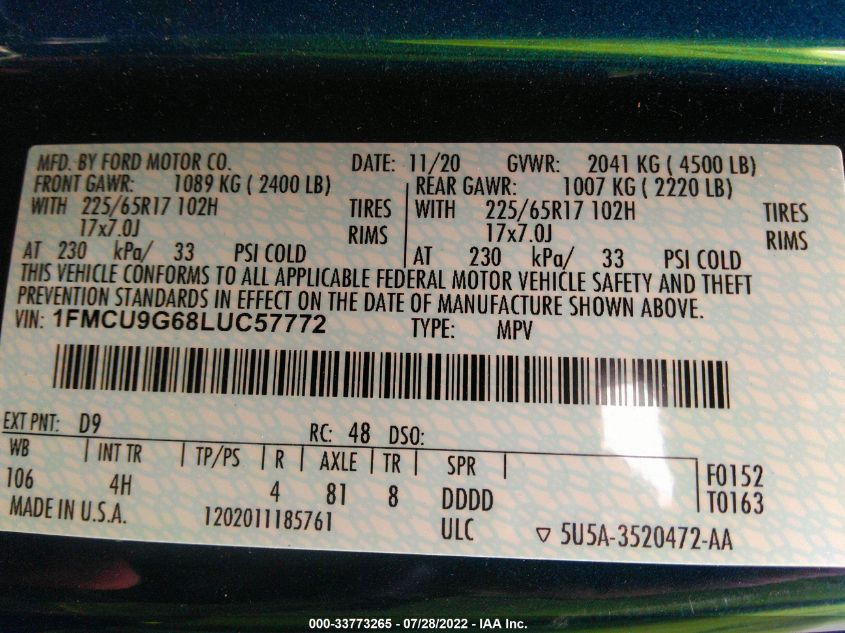 MFD. BY FORD MOTOR CO. DATE: 11/20 GVWR: 2041 KG ( 4500 LB)
FRONT GAWR: 1089 KG ( 2400 LB) REAR GAWR: 1007 KG ( 2220 LB)
WITH 225/65R17 102H TIRES WITH 225/65R17 102H TIRES
17x7.0J RIMS 17x7.0J RIMS
AT 230 kPa/ 33 PSI COLD AT 230 kPa/ 33 PSI COLD
THIS VEHICLE CONFORMS TO ALL APPLICABLE FEDERAL MOTOR VEHICLE SAFETY AND THEFT
PREVENTION STANDARDS IN EFFECT ON THE DATE OF MANUFACTURE SHOWN ABOVE.
VIN: 1FMCU9G68LUC57772 TYPE: MPV
EXT PNT: D9 RC: 48 DSO:
WB INT TR TP/PS R AXLE TR SPR F0152
106 4H 4 81 8 DDDD T0163
MADE IN U.S.A. 1202011185761 ULC ▽ 5U5A-3520472-AA
000-33773265 - 07/28/2022 - IAA Inc.